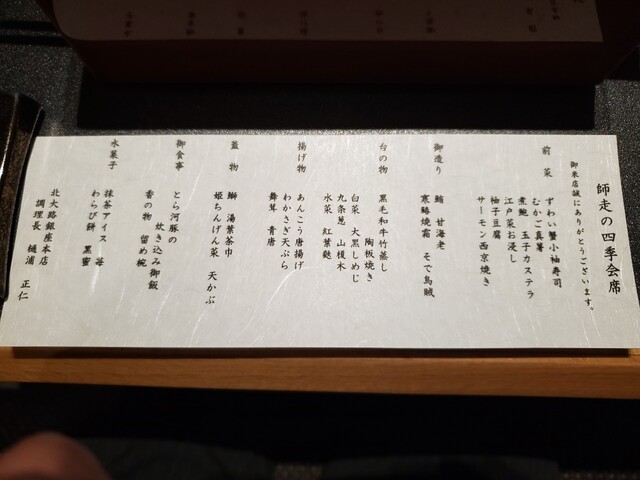 師走の四季会席
御来店誠にありがとうございます。
前菜
ずわい蟹小袖寿司
むかご真薯
煮鮑 玉子カステラ
江戸菜お浸し
柚子豆腐
サーモン西京焼き
御造り
鮪 甘海老
寒鰆焼霜 そで烏賊
台の物
黒毛和牛竹蒸し
陶板焼き
白菜 大黒しめじ
九条葱 山榎木
水菜 紅葉麩
揚げ物
あんこう唐揚げ
わかさぎ天ぷら
舞茸 青唐
蓋物
鰤 湯葉茶巾
姫ちんげん菜 天かぶ
御食事
とら河豚の
炊き込み御飯
香の物 留め椀
水菓子
抹茶アイス 苺
わらび餅 黒蜜
北大路銀座本店
調理長 樋浦 正仁